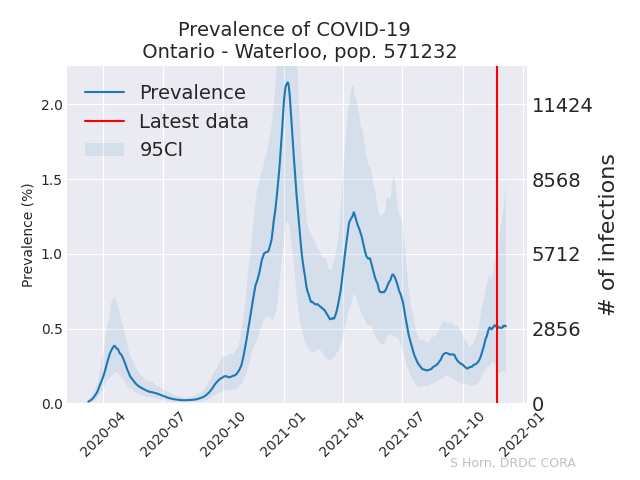 Prevalence of COVID-19
Ontario - Waterloo, pop. 571232
Prevalence
Latest data
95CI
Prevalence (%)
2.0
1.5
1.0
0.5
0.0
11424
8568
5712
2856
0
# of infections
2020-04
2020-07
2020-10
2021-01
2021-04
2021-07
2021-10
2022-01
S Horn, DRDC CORA